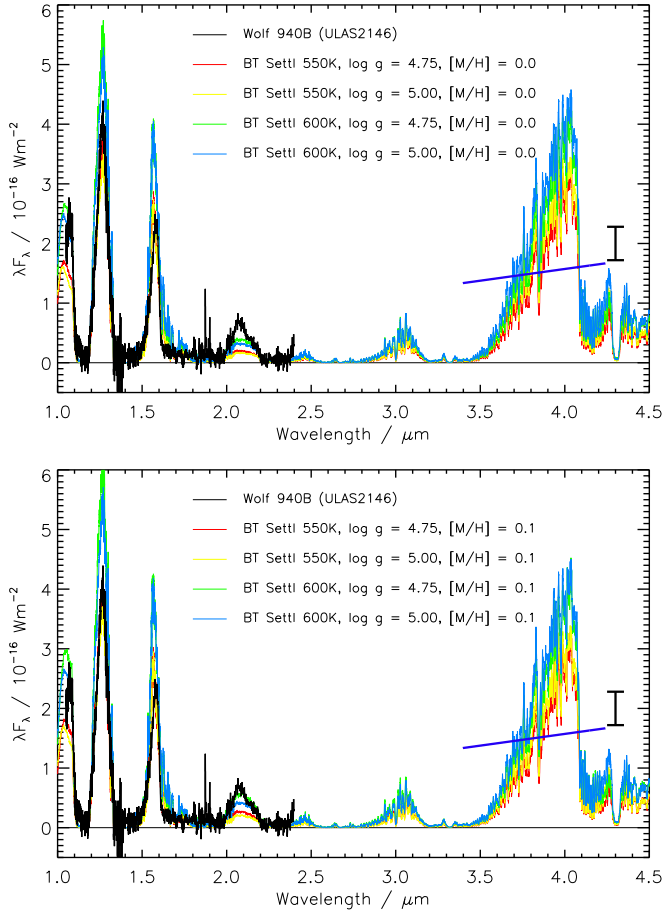 6
5
4
3
2
1
0
λFλ / 10−16 Wm−2
Wolf 940B (ULAS2146)
BT Settl 550K, log g = 4.75, [M/H] = 0.0
BT Settl 550K, log g = 5.00, [M/H] = 0.0
BT Settl 600K, log g = 4.75, [M/H] = 0.0
BT Settl 600K, log g = 5.00, [M/H] = 0.0
1.0 1.5 2.0 2.5 3.0 3.5 4.0 4.5
Wavelength / μm
6
5
4
3
2
1
0
λFλ / 10−16 Wm−2
Wolf 940B (ULAS2146)
BT Settl 550K, log g = 4.75, [M/H] = 0.1
BT Settl 550K, log g = 5.00, [M/H] = 0.1
BT Settl 600K, log g = 4.75, [M/H] = 0.1
BT Settl 600K, log g = 5.00, [M/H] = 0.1
1.0 1.5 2.0 2.5 3.0 3.5 4.0 4.5
Wavelength / μm